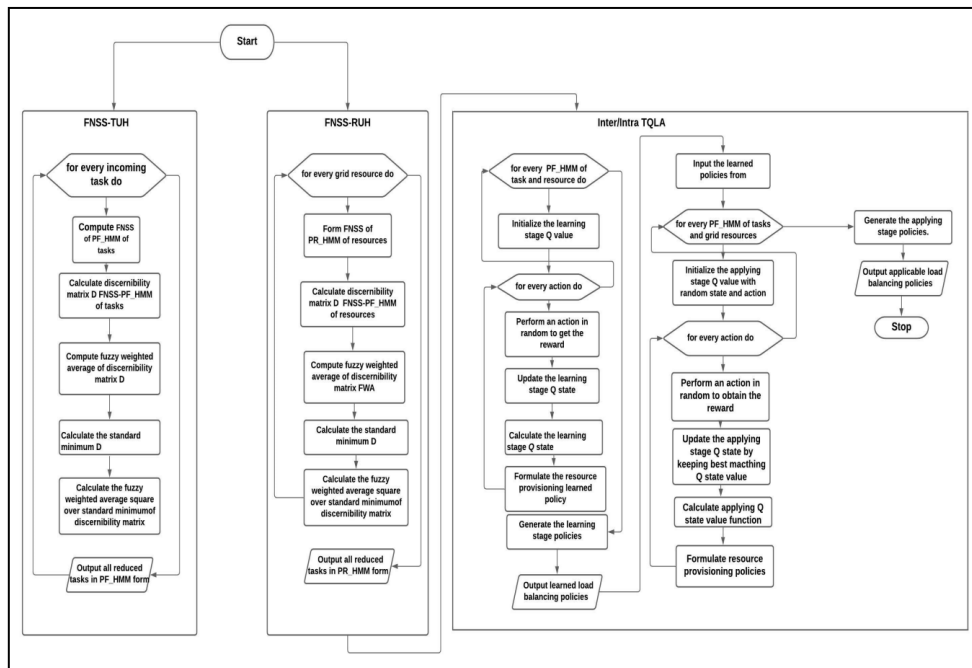 Start
FNSS-TUH
for every incoming
task do
Compute FNSS
of PF_HMM of
tasks
Calculate discernibility
matrix D FNSS-PF_HMM
of tasks
Compute fuzzy weighted
average of discernibility
matrix D
Calculate the standard
minimum D
Calculate the fuzzy
weighted average square
over standard minimumof
discernibility matrix
Output all reduced
tasks in PF_HMM form
FNSS-RUH
for every grid resource do
Form FNSS of
PR_HMM of resources
Calculate discernibility
matrix D FNSS-PF_HMM
of resources
Compute fuzzy weighted
average of discernibility
matrix FWA
Calculate the standard
minimum D
Calculate the fuzzy
weighted average square
over standard minimumof
discernibility matrix
Output all reduced
tasks in PR_HMM form
Inter/Intra TQLA
for every PF_HMM of
task and resource do
Initialize the learning
stage Q value
for every action do
Perform an action in
random to get the
reward
Update the learning
stage Q state
Calculate the learning
stage Q state
Formulate the resource
provisioning learned
policy
Generate the learning
stage policies
Output learned load
balancing policies
Input the learned
policies from
for every PF_HMM of tasks
and grid resources
Initialize the applying
stage Q value with
random state and action
for every action do
Perform an action in
random to obtain the
reward
Update the applying
stage Q state by
keeping best macthing
Q state value
Calculate applying Q
state value function
Formulate resource
provisioning policies
Generate the applying
stage policies.
Output applicable load
balancing policies
Stop